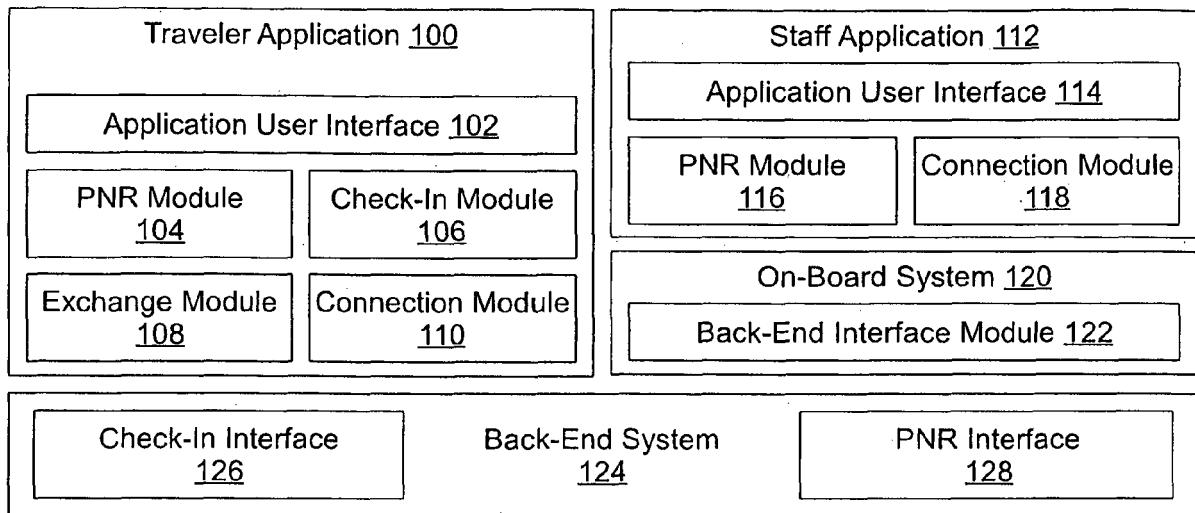 Traveler Application 100
Application User Interface 102
PNR Module
104
Check-In Module
106
Exchange Module
108
Connection Module
110
Staff Application 112
Application User Interface 114
PNR Module
116
Connection Module
118
On-Board System 120
Back-End Interface Module 122
Check-In Interface
126
Back-End System
124
PNR Interface
128